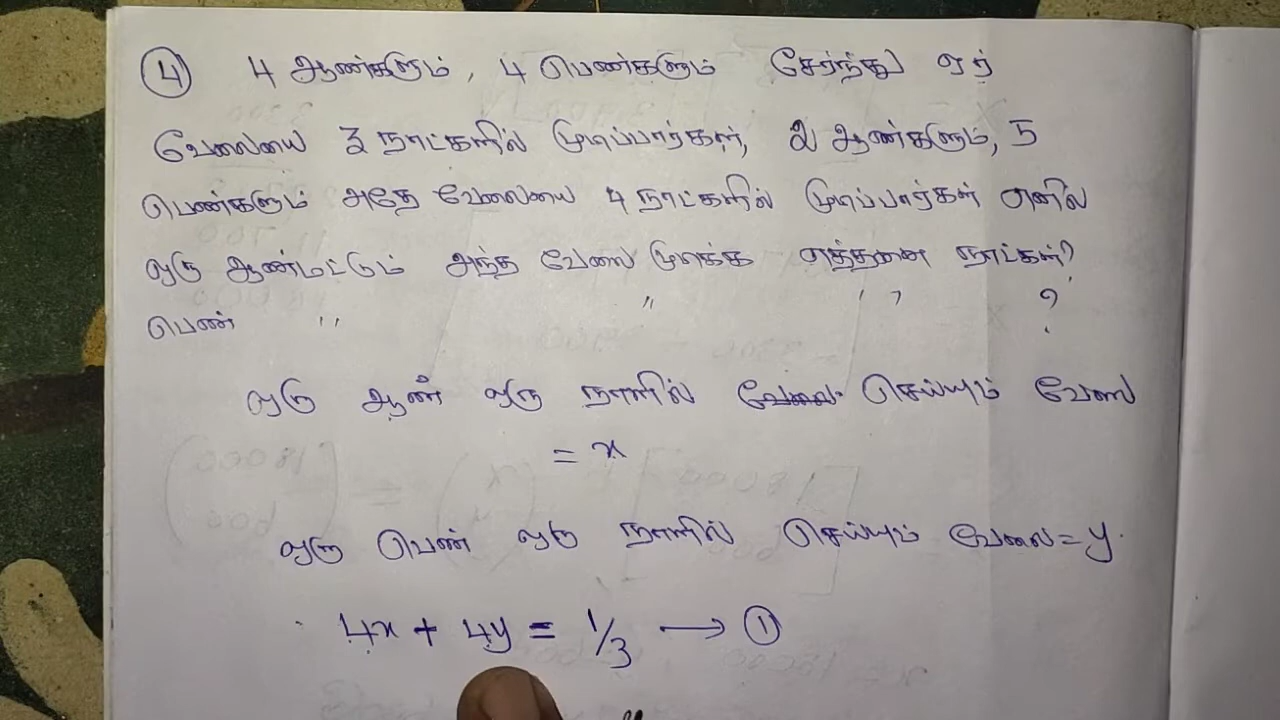 ④ 4 ஆண்களும், 4 பெண்களும் சேர்ந்து ஓர்
வேலையை 3 நாட்களில் முடிப்பார்கள், 2 ஆண்களும், 5
பெண்களும் அதே வேலையை 4 நாட்களில் முடிப்பார்கள் எனில்
ஒரு ஆண்மட்டும் அந்த வேலை முடிக்க எத்தனை நாட்கள்?
பெண் '' '' '' ?
ஒரு ஆண் ஒரு நாளில் செய்யும் வேலை
= x
ஒரு பெண் ஒரு நாளில் செய்யும் வேலை = y.
4x + 4y = 1/3 → ①